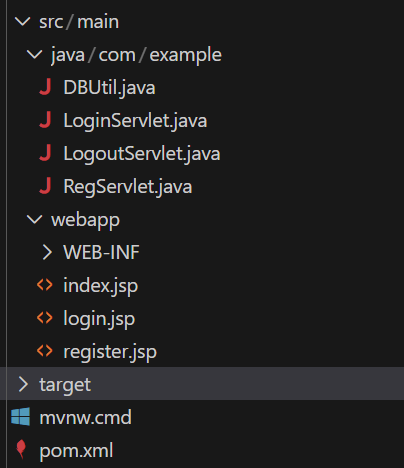 src/main
java/com/example
DBUtil.java
LoginServlet.java
LogoutServlet.java
RegServlet.java
webapp
WEB-INF
index.jsp
login.jsp
register.jsp
target
mvnw.cmd
pom.xml